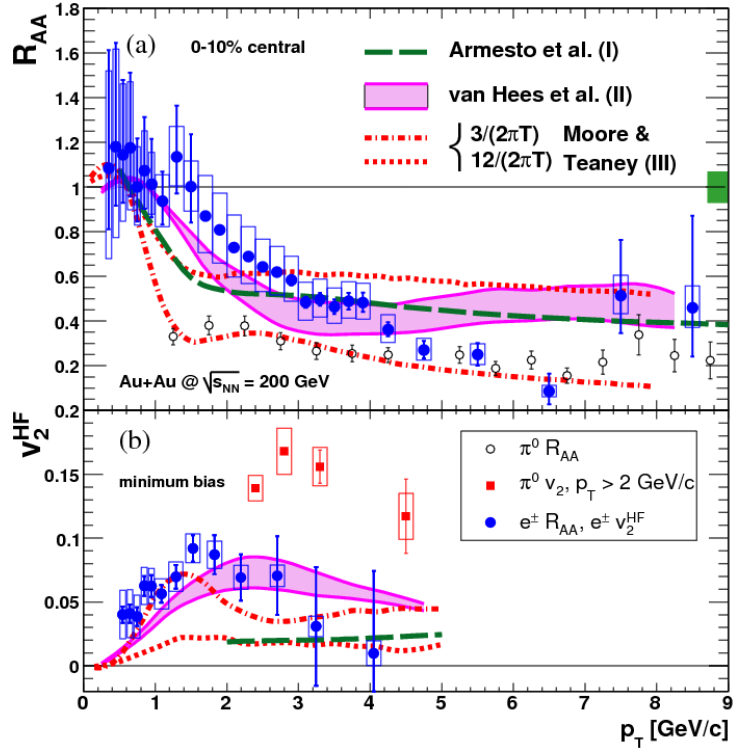 R_AA
1.8
1.6
1.4
1.2
1
0.8
0.6
0.4
0.2
(a)
0-10% central
Armesto et al. (I)
van Hees et al. (II)
3/(2πT) Moore &
12/(2πT) Teaney (III)
Au+Au @ √s_NN = 200 GeV
v_2^HF
0.2
0.15
0.1
0.05
0
(b)
minimum bias
π⁰ R_AA
π⁰ v_2, p_T > 2 GeV/c
e± R_AA, e± v_2^HF
0 1 2 3 4 5 6 7 8 9
p_T [GeV/c]